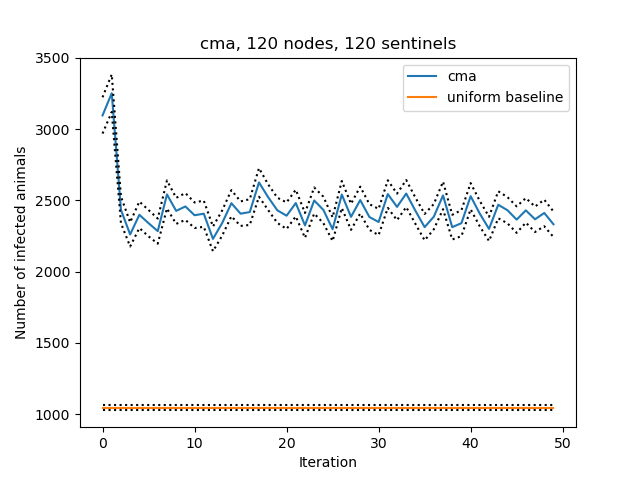 cma, 120 nodes, 120 sentinels
cma
uniform baseline
Number of infected animals
3500
3000
2500
2000
1500
1000
0 10 20 30 40 50
Iteration